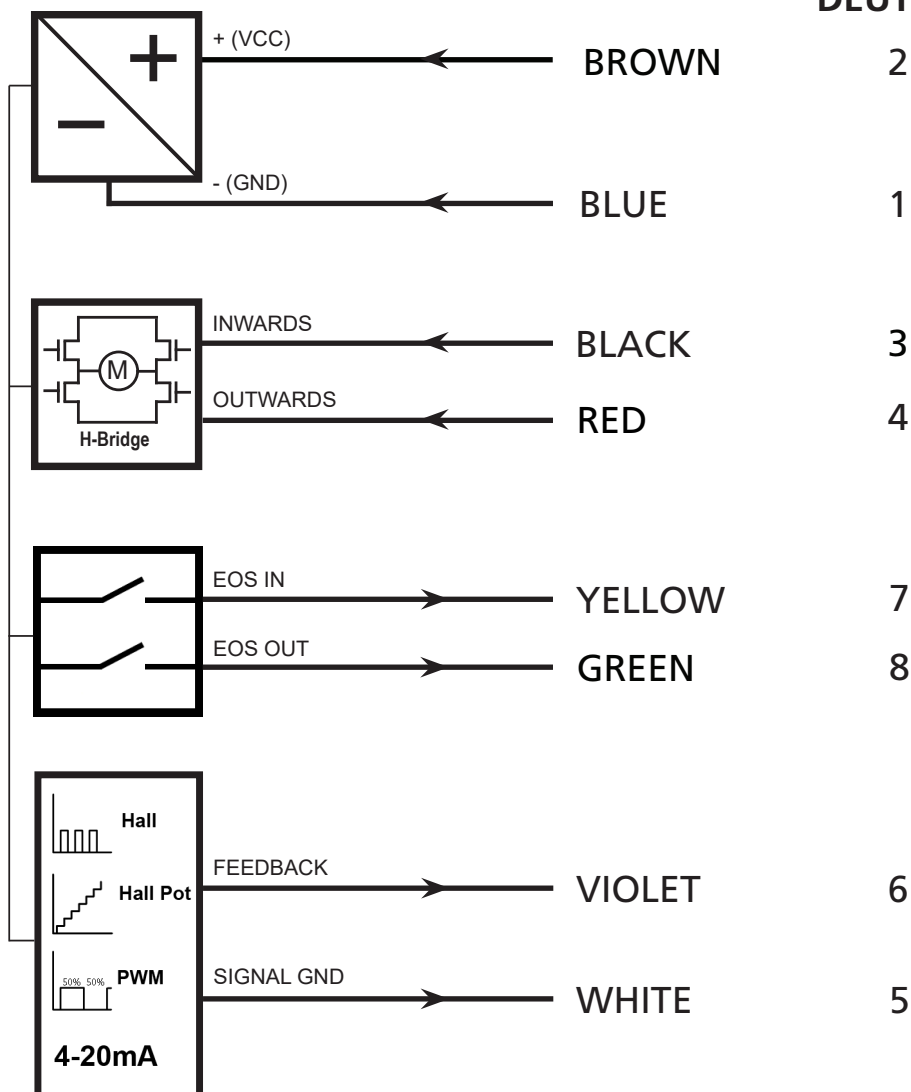 DEUT
+ (VCC) BROWN 2
- (GND) BLUE 1
INWARDS BLACK 3
M
OUTWARDS RED 4
H-Bridge
EOS IN YELLOW 7
EOS OUT GREEN 8
Hall
FEEDBACK VIOLET 6
Hall Pot
50% 50% PWM
SIGNAL GND WHITE 5
4-20mA